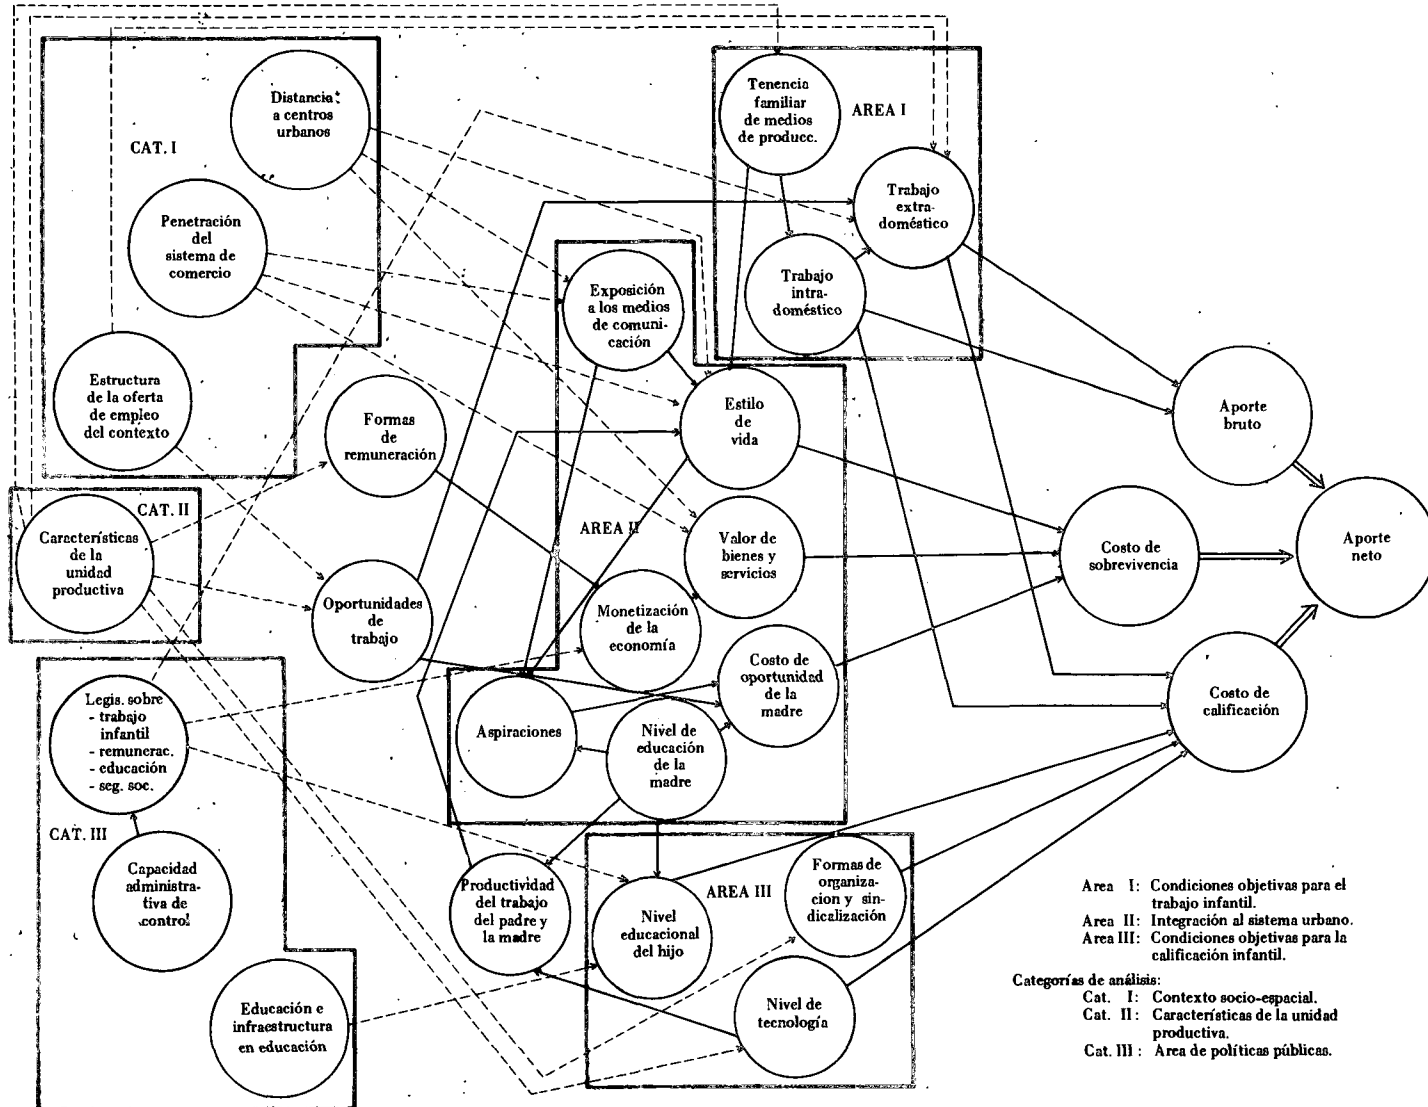 Distancia
a centros
urbanos
CAT. I
Penetración
del
sistema de
comercio
Estructura
de la oferta
de empleo
del contexto
Tenencia
familiar
de medios
de producc.
AREA I
Trabajo
extra-
doméstico
Trabajo
intra-
doméstico
Exposición
a los medios
de comuni-
cación
Formas
de
remuneración
Estilo
de
vida
Aporte
bruto
CAT. II
Características
de la
unidad
productiva
AREA II
Valor de
bienes y
servicios
Costo de
sobrevivencia
Aporte
neto
Oportunidades
de
trabajo
Monetización
de la
economía
Costo de
oportunidad
de la
madre
Legis. sobre
- trabajo
infantil
- remunerac.
- educación
- seg. soc.
Aspiraciones
Nivel de
educación
de la
madre
Costo de
calificación
CAT. III
Capacidad
administra-
tiva de
control
Productividad
del trabajo
del padre y
la madre
AREA III
Nivel
educacional
del hijo
Formas de
organiza-
cion y sin-
dicalización
Educación e
infraestructura
en educación
Nivel de
tecnología
Area I: Condiciones objetivas para el
trabajo infantil.
Area II: Integración al sistema urbano.
Area III: Condiciones objetivas para la
calificación infantil.
Categorías de análisis:
Cat. I: Contexto socio-espacial.
Cat. II: Características de la unidad
productiva.
Cat. III : Area de políticas públicas.